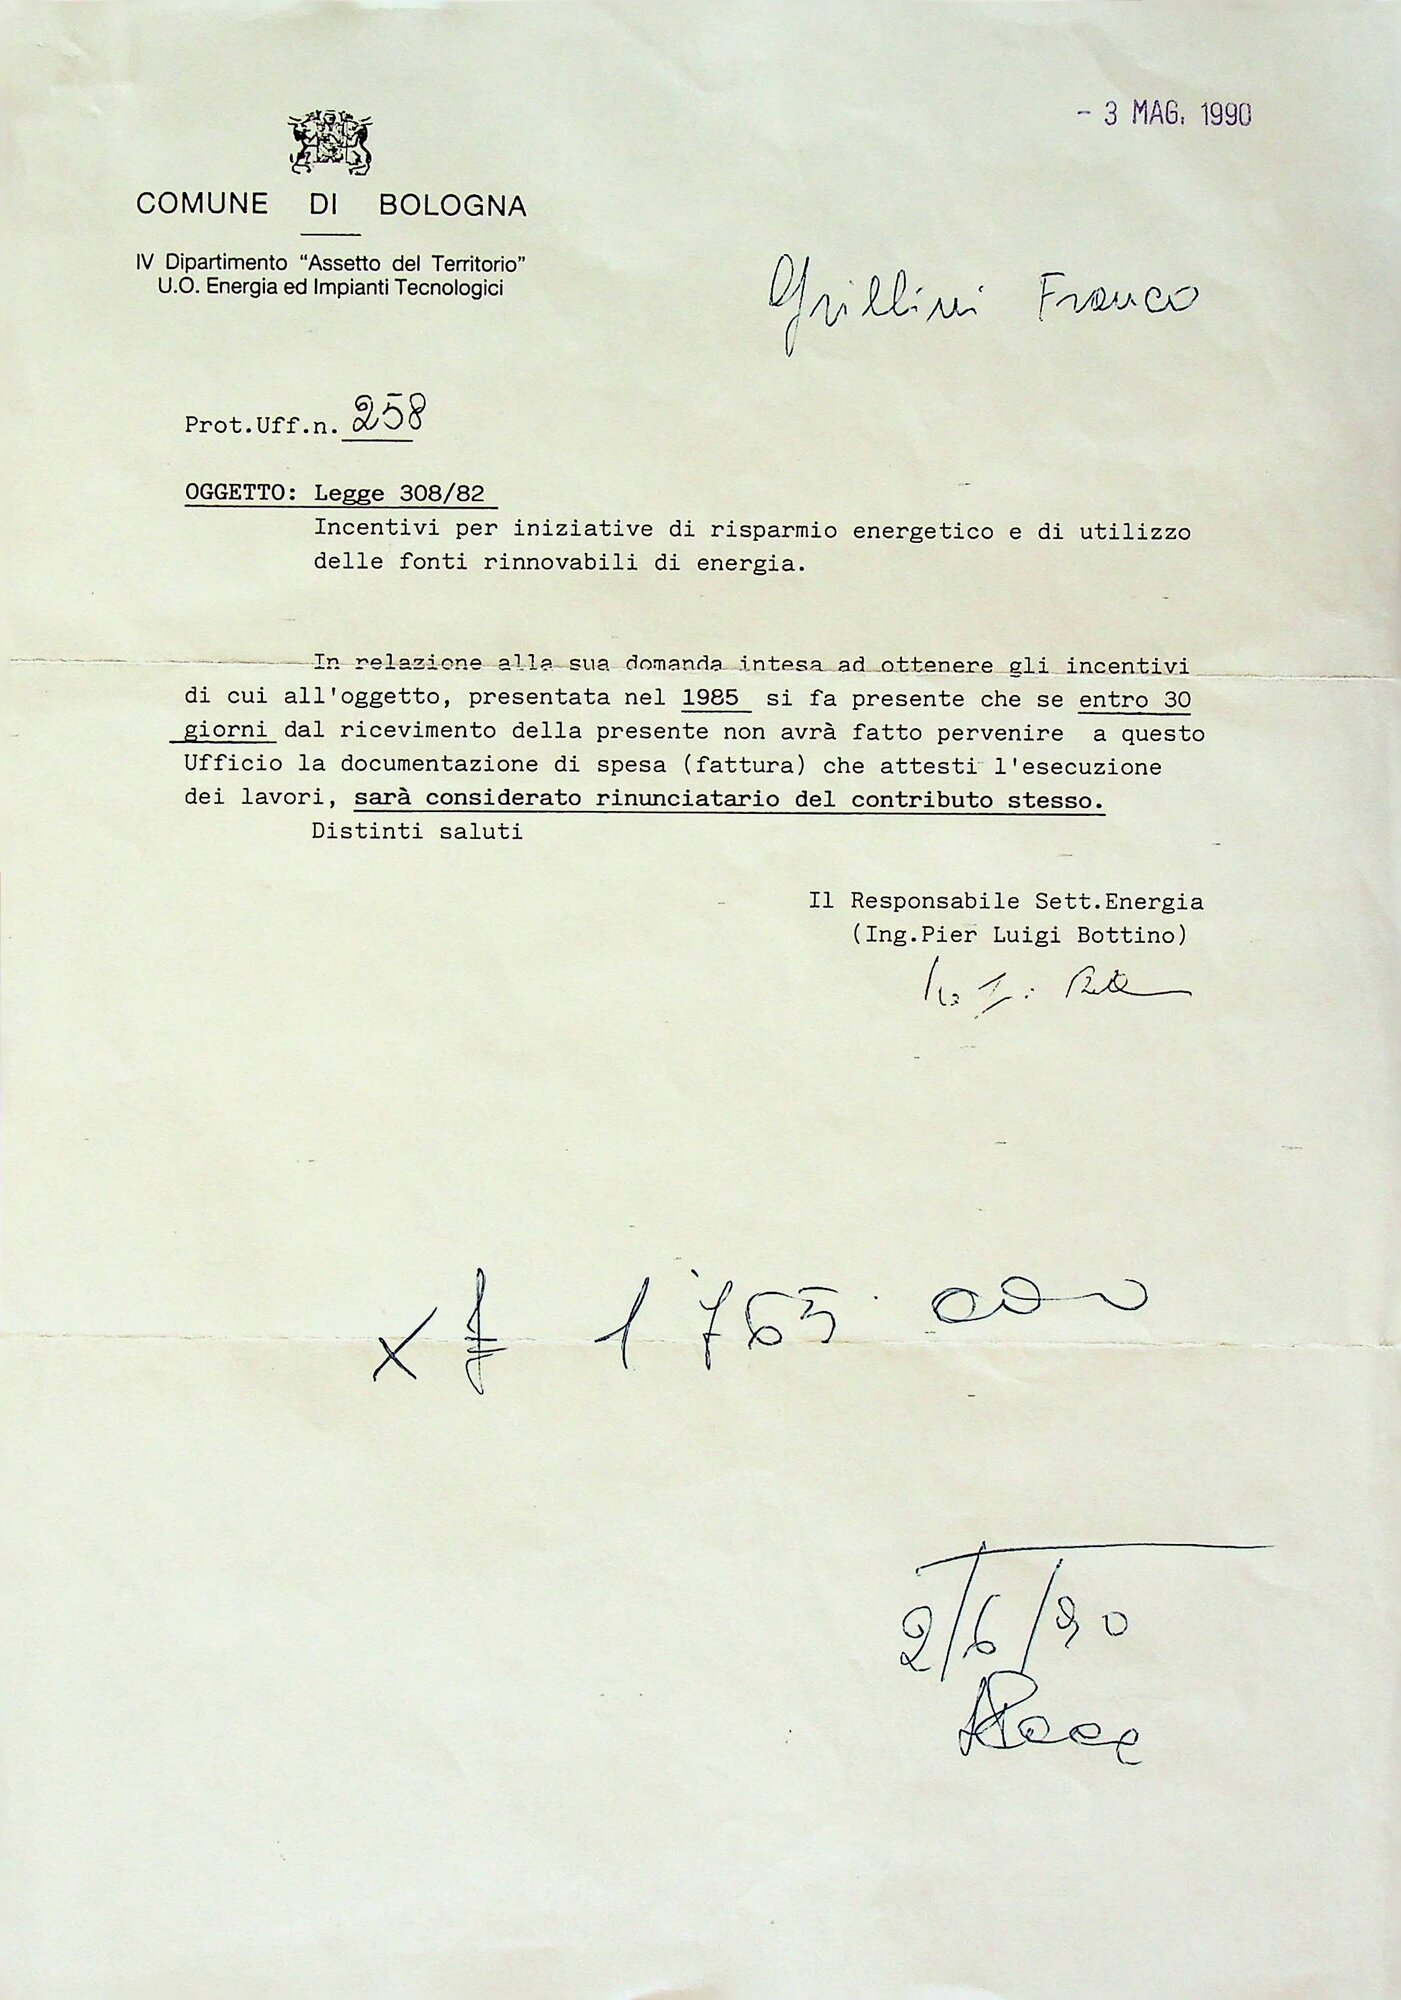 - 3 MAG. 1990
COMUNE DI BOLOGNA
IV Dipartimento "Assetto del Territorio"
U.O. Energia ed Impianti Tecnologici
Grillini Franco
Prot.Uff.n. 258
OGGETTO: Legge 308/82
Incentivi per iniziative di risparmio energetico e di utilizzo
delle fonti rinnovabili di energia.
In relazione alla sua domanda intesa ad ottenere gli incentivi
di cui all'oggetto, presentata nel 1985 si fa presente che se entro 30
giorni dal ricevimento della presente non avrà fatto pervenire a questo
Ufficio la documentazione di spesa (fattura) che attesti l'esecuzione
dei lavori, sarà considerato rinunciatario del contributo stesso.
Distinti saluti
Il Responsabile Sett.Energia
(Ing.Pier Luigi Bottino)
x £ 1'765.000
2/6/90